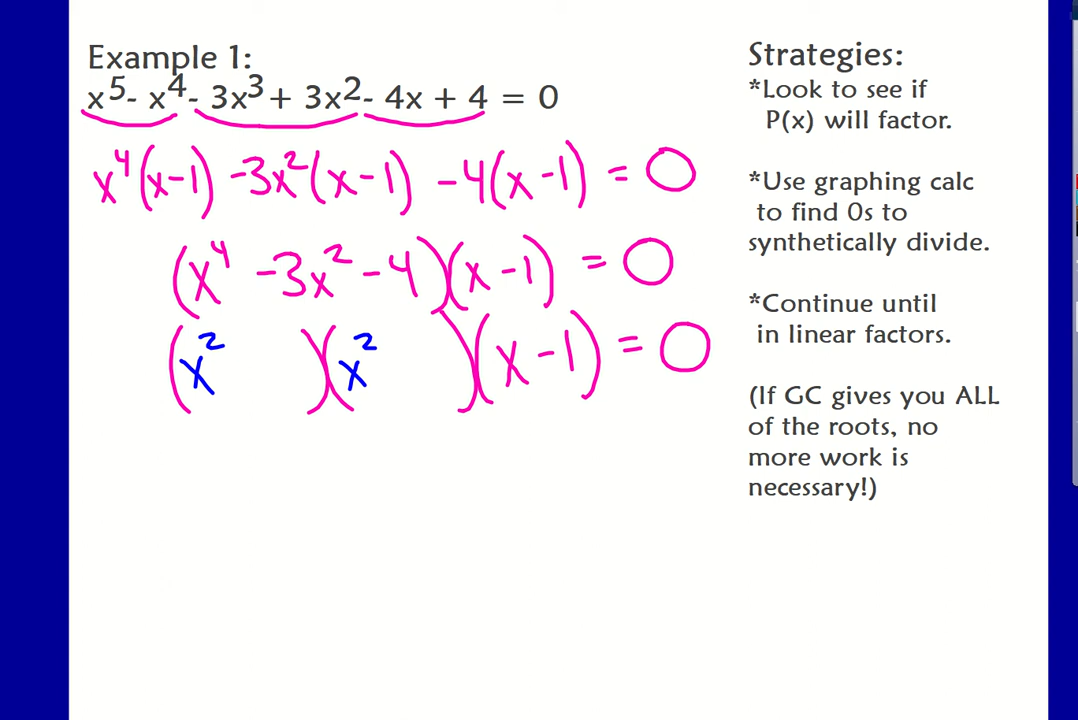 Example 1:
x⁵- x⁴- 3x³ + 3x²- 4x + 4 = 0
x⁴(x-1) -3x²(x-1) -4(x-1) = 0
(x⁴ -3x² -4)(x-1) = 0
(x² )(x² )(x-1) = 0
Strategies:
*Look to see if
P(x) will factor.
*Use graphing calc
to find 0s to
synthetically divide.
*Continue until
in linear factors.
(If GC gives you ALL
of the roots, no
more work is
necessary!)